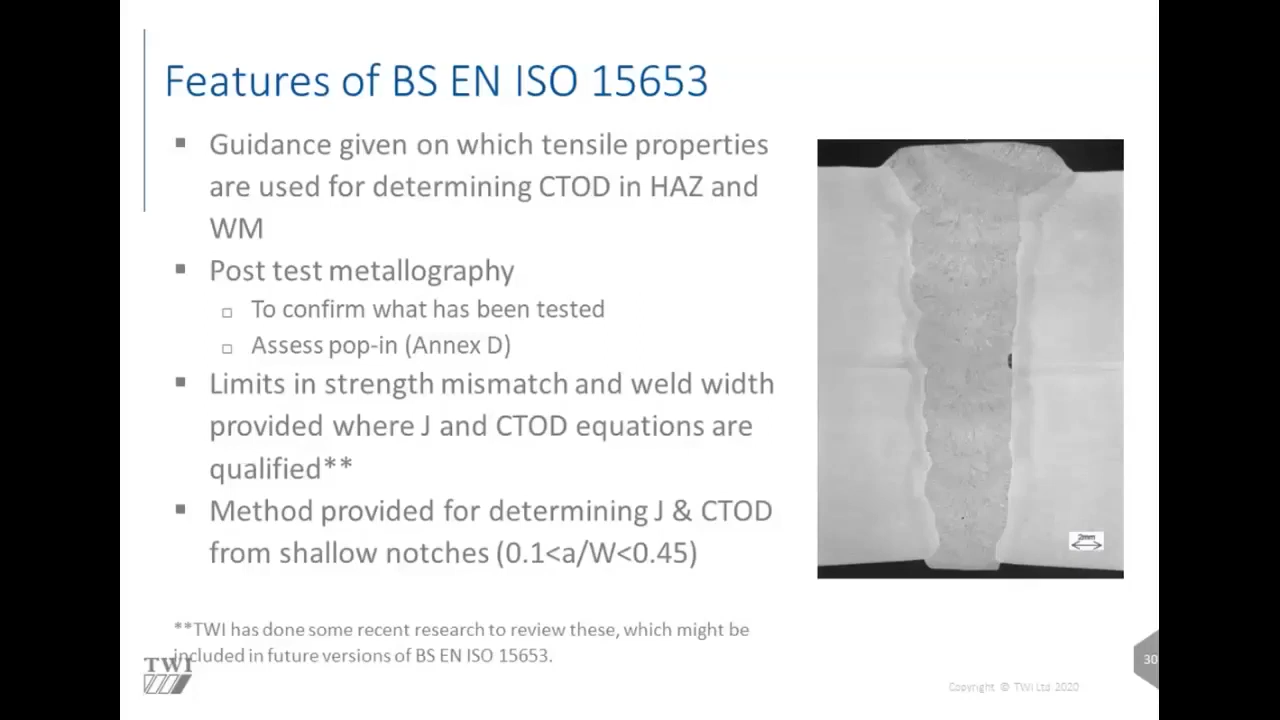 Features of BS EN ISO 15653
Guidance given on which tensile properties
are used for determining CTOD in HAZ and
WM
Post test metallography
To confirm what has been tested
Assess pop-in (Annex D)
Limits in strength mismatch and weld width
provided where J and CTOD equations are
qualified**
Method provided for determining J & CTOD
from shallow notches (0.1<a/W<0.45)
2mm
**TWI has done some recent research to review these, which might be
included in future versions of BS EN ISO 15653.
TWI
Copyright © TWI Ltd 2020
30